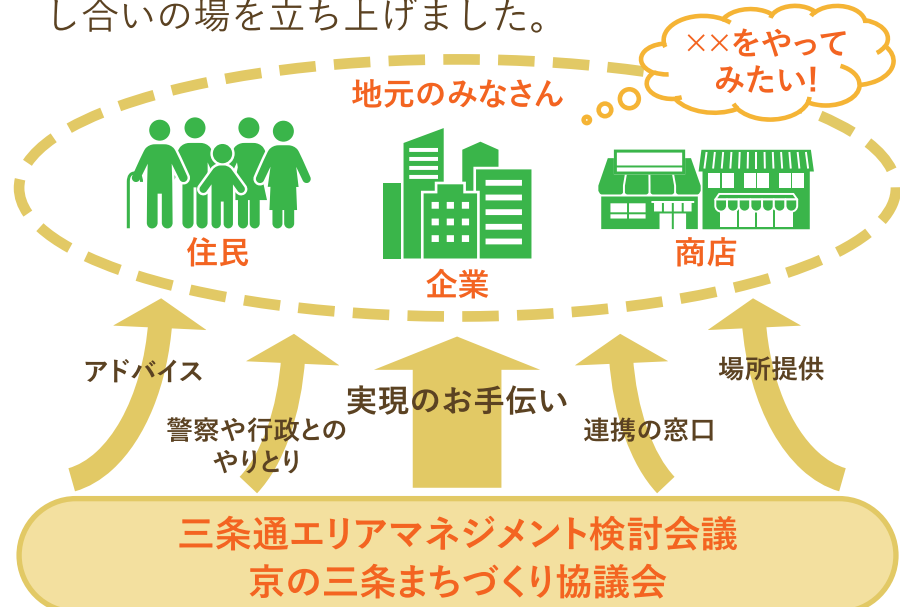 し合いの場を立ち上げました。
××をやって
みたい!
地元のみなさん
住民
企業
商店
アドバイス
警察や行政との
やりとり
実現のお手伝い
連携の窓口
場所提供
三条通エリアマネジメント検討会議
京の三条まちづくり協議会